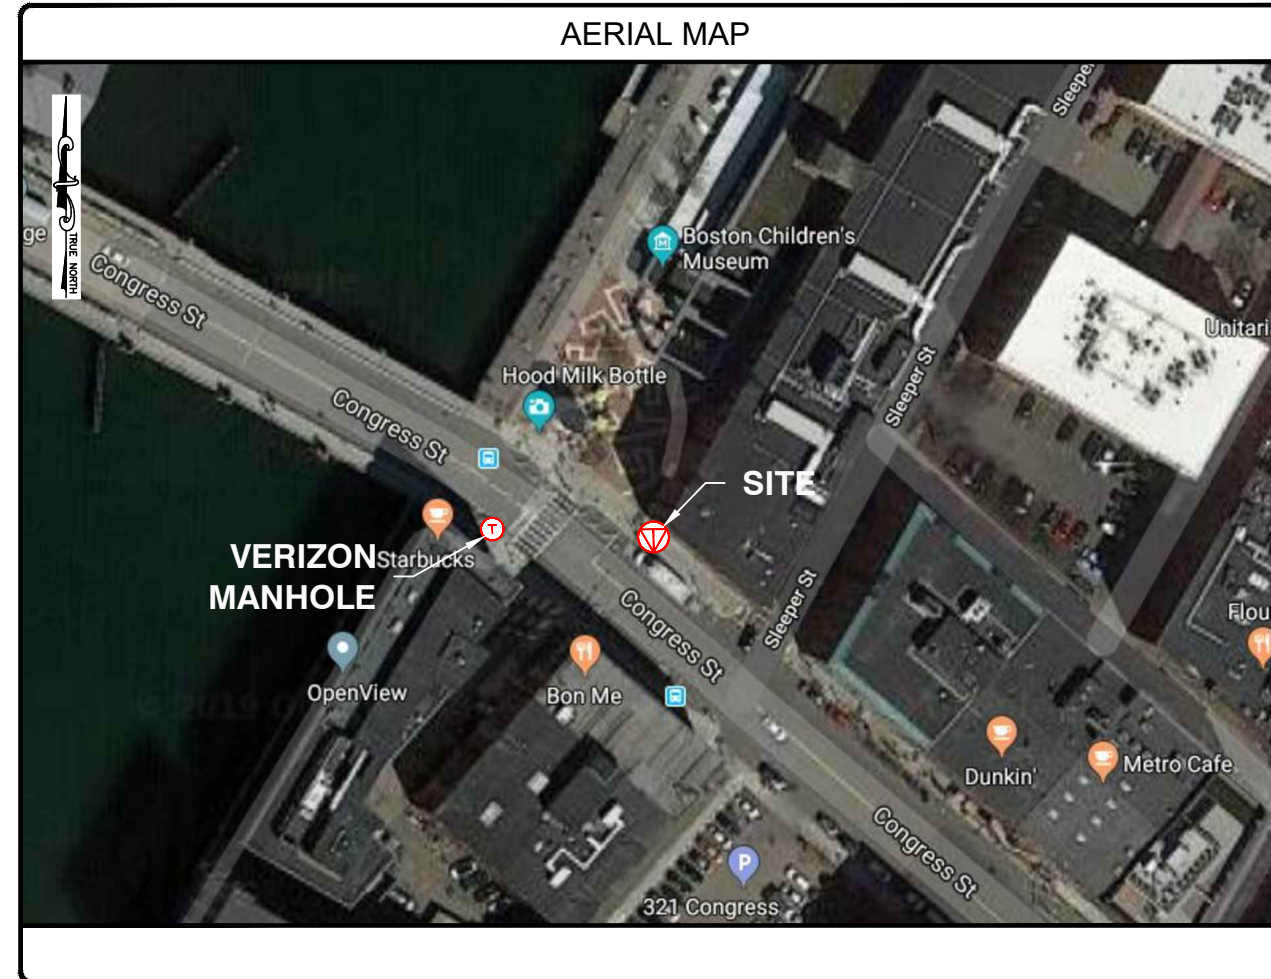 AERIAL MAP
TRUE NORTH
Sleeper
ge
Congress St
Boston Children's
Museum
Unitari
Hood Milk Bottle
Sleeper St
Congress St
SITE
T
VERIZON
MANHOLE
Starbucks
Sleeper St
Congress St
Flou
OpenView
Bon Me
Dunkin'
Metro Cafe
Congress St
P
321 Congress